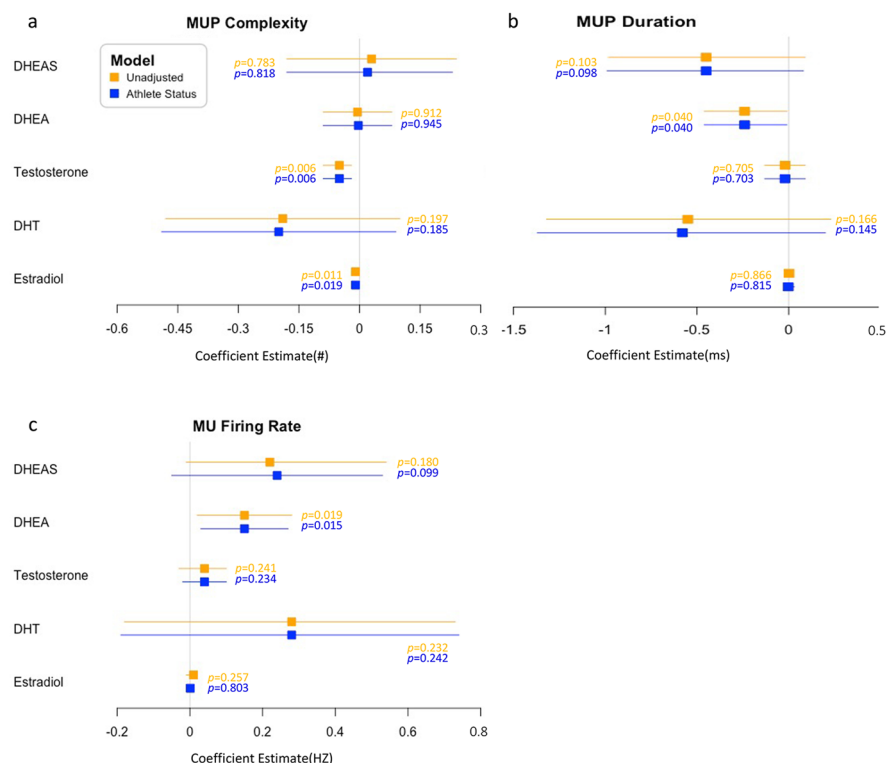 a
MUP Complexity
Model
Unadjusted
Athlete Status
DHEAS
p=0.783
p=0.818
DHEA
p=0.912
p=0.945
Testosterone
p=0.006
p=0.006
DHT
p=0.197
p=0.185
Estradiol
p=0.011
p=0.019
-0.6 -0.45 -0.3 -0.15 0 0.15 0.3
Coefficient Estimate(#)
b
MUP Duration
p=0.103
p=0.098
p=0.040
p=0.040
p=0.705
p=0.703
p=0.166
p=0.145
p=0.866
p=0.815
-1.5 -1 -0.5 0 0.5
Coefficient Estimate(ms)
c
MU Firing Rate
DHEAS
p=0.180
p=0.099
DHEA
p=0.019
p=0.015
Testosterone
p=0.241
p=0.234
DHT
p=0.232
p=0.242
Estradiol
p=0.257
p=0.803
-0.2 0 0.2 0.4 0.6 0.8
Coefficient Estimate(HZ)